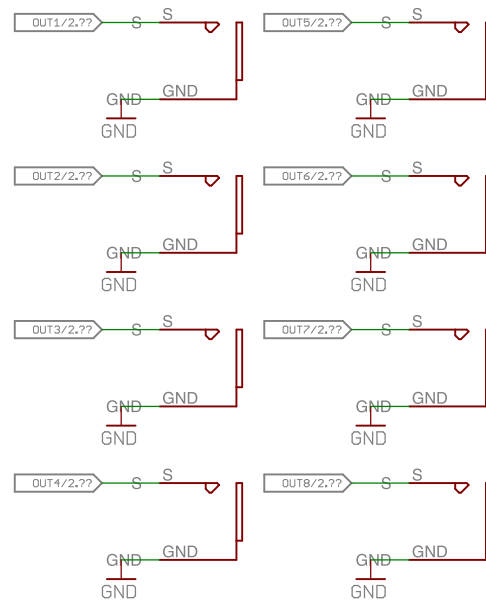 OUT1/2.?? S S OUT5/2.?? S S
GND GND GND GND
GND GND
OUT2/2.?? S S OUT6/2.?? S S
GND GND GND GND
GND GND
OUT3/2.?? S S OUT7/2.?? S S
GND GND GND GND
GND GND
OUT4/2.?? S S OUT8/2.?? S S
GND GND GND GND
GND GND